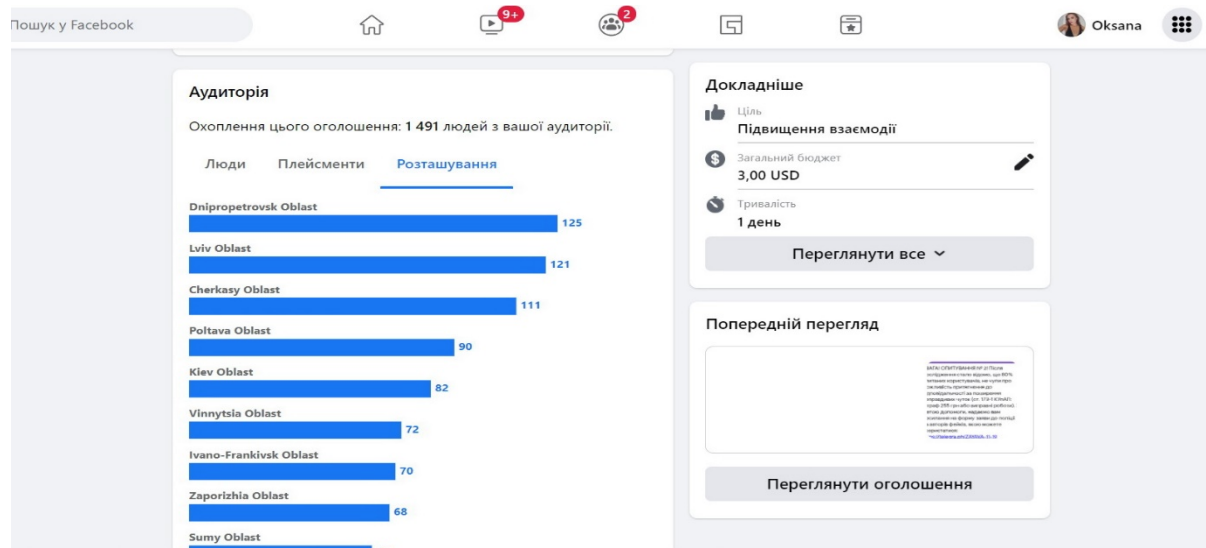 Пошук у Facebook
9+
2
Oksana
Аудиторія
Охоплення цього оголошення: 1 491 людей з вашої аудиторії.
Люди Плейсменти Розташування
Dnipropetrovsk Oblast
125
Lviv Oblast
121
Cherkasy Oblast
111
Poltava Oblast
90
Kiev Oblast
82
Vinnytsia Oblast
72
Ivano-Frankivsk Oblast
70
Zaporizhia Oblast
68
Sumy Oblast
Докладніше
Ціль
Підвищення взаємодії
Загальний бюджет
3,00 USD
Тривалість
1 день
Переглянути все
Попередній перегляд
Переглянути оголошення